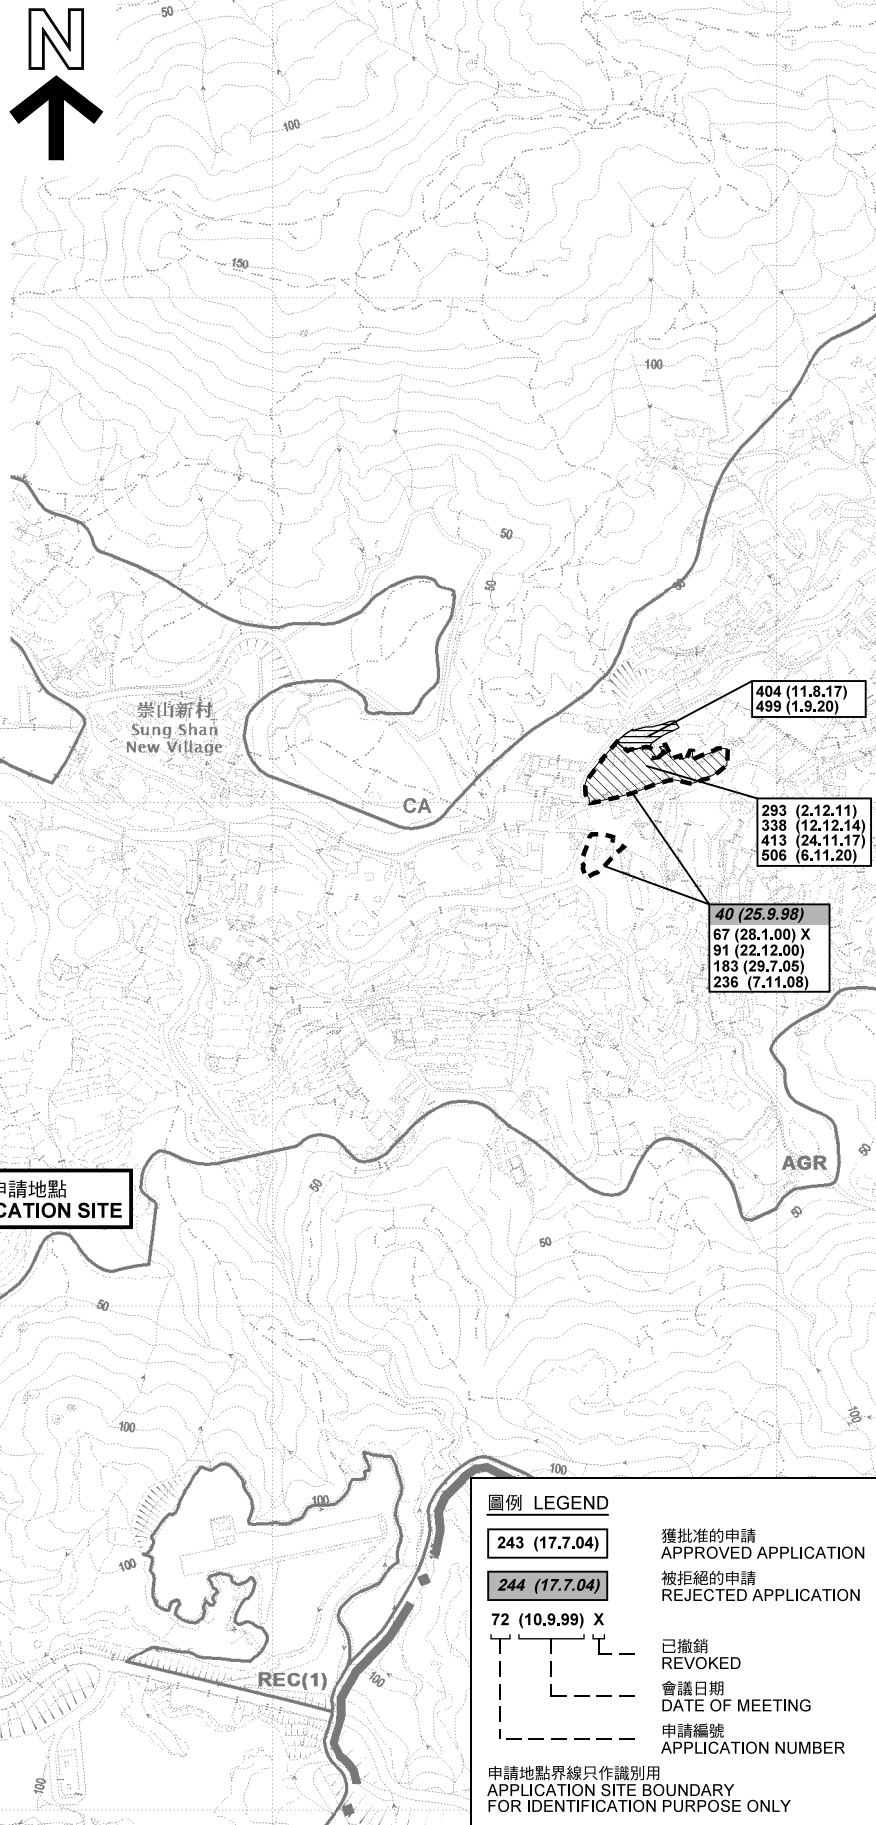 N
50
100
150
100
50
50
50
崇山新村
Sung Shan
New Village
404 (11.8.17)
499 (1.9.20)
CA
293 (2.12.11)
338 (12.12.14)
413 (24.11.17)
506 (6.11.20)
40 (25.9.98)
67 (28.1.00) X
91 (22.12.00)
183 (29.7.05)
236 (7.11.08)
AGR
50
50
50
50
申請地點
CATION SITE
50
100
100
100
100
100
REC(1)
100
100
圖例 LEGEND
243 (17.7.04)
獲批准的申請
APPROVED APPLICATION
244 (17.7.04)
被拒絕的申請
REJECTED APPLICATION
72 (10.9.99) X
已撤銷
REVOKED
會議日期
DATE OF MEETING
申請編號
APPLICATION NUMBER
申請地點界線只作識別用
APPLICATION SITE BOUNDARY
FOR IDENTIFICATION PURPOSE ONLY